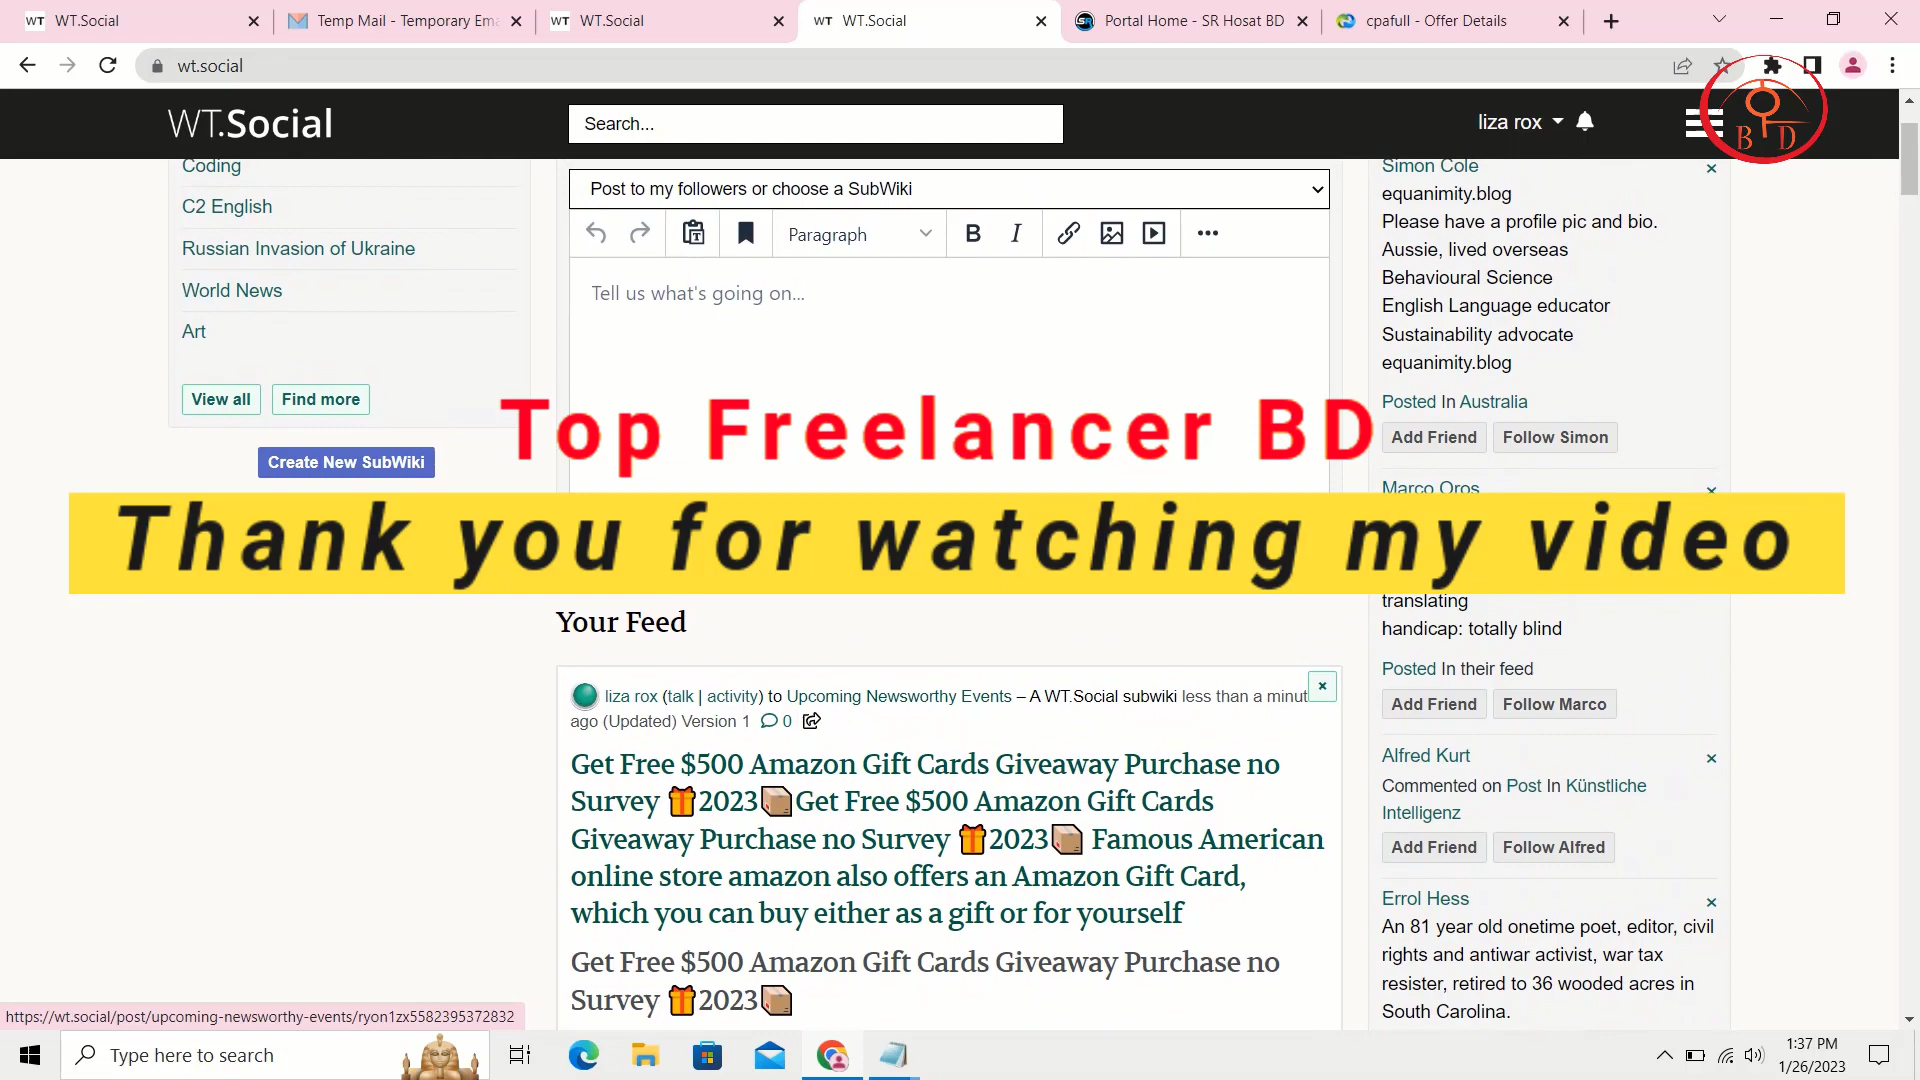 WT.Social
Temp Mail - Temporary Ema
WT.Social
WT.Social
Portal Home - SR Hosat BD
cpafull - Offer Details
wt.social
WT.Social
Search...
liza rox
B D
Coding
C2 English
Russian Invasion of Ukraine
World News
Art
View all
Find more
Create New SubWiki
Post to my followers or choose a SubWiki
Paragraph
B I
Tell us what's going on...
Top Freelancer BD
Thank you for watching my video
Your Feed
liza rox (talk | activity) to Upcoming Newsworthy Events – A WT.Social subwiki less than a minut
ago (Updated) Version 1 0
Get Free $500 Amazon Gift Cards Giveaway Purchase no
Survey 🎁2023📦Get Free $500 Amazon Gift Cards
Giveaway Purchase no Survey 🎁2023📦 Famous American
online store amazon also offers an Amazon Gift Card,
which you can buy either as a gift or for yourself
Get Free $500 Amazon Gift Cards Giveaway Purchase no
Survey 🎁2023📦
Simon Cole
equanimity.blog
Please have a profile pic and bio.
Aussie, lived overseas
Behavioural Science
English Language educator
Sustainability advocate
equanimity.blog
Posted In Australia
Add Friend
Follow Simon
Marco Oros
translating
handicap: totally blind
Posted In their feed
Add Friend
Follow Marco
Alfred Kurt
Commented on Post In Künstliche
Intelligenz
Add Friend
Follow Alfred
Errol Hess
An 81 year old onetime poet, editor, civil
rights and antiwar activist, war tax
resister, retired to 36 wooded acres in
South Carolina.
https://wt.social/post/upcoming-newsworthy-events/ryon1zx5582395372832
Type here to search
1:37 PM
1/26/2023